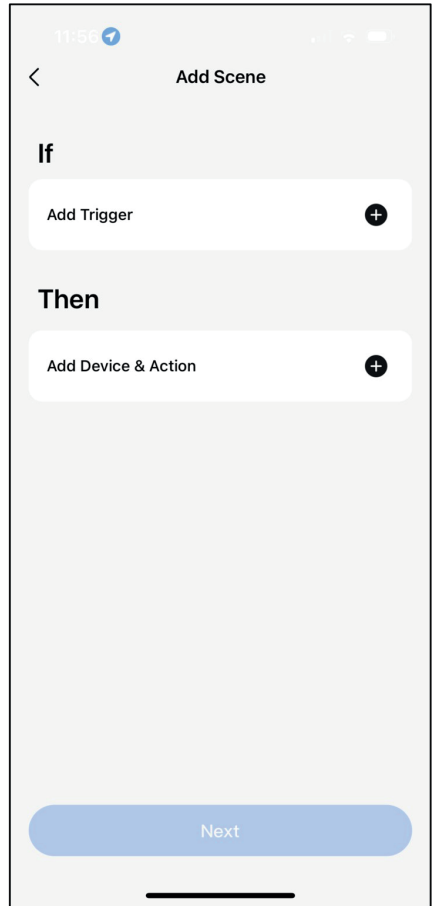 11:56
Add Scene
If
Add Trigger
Then
Add Device & Action
Next